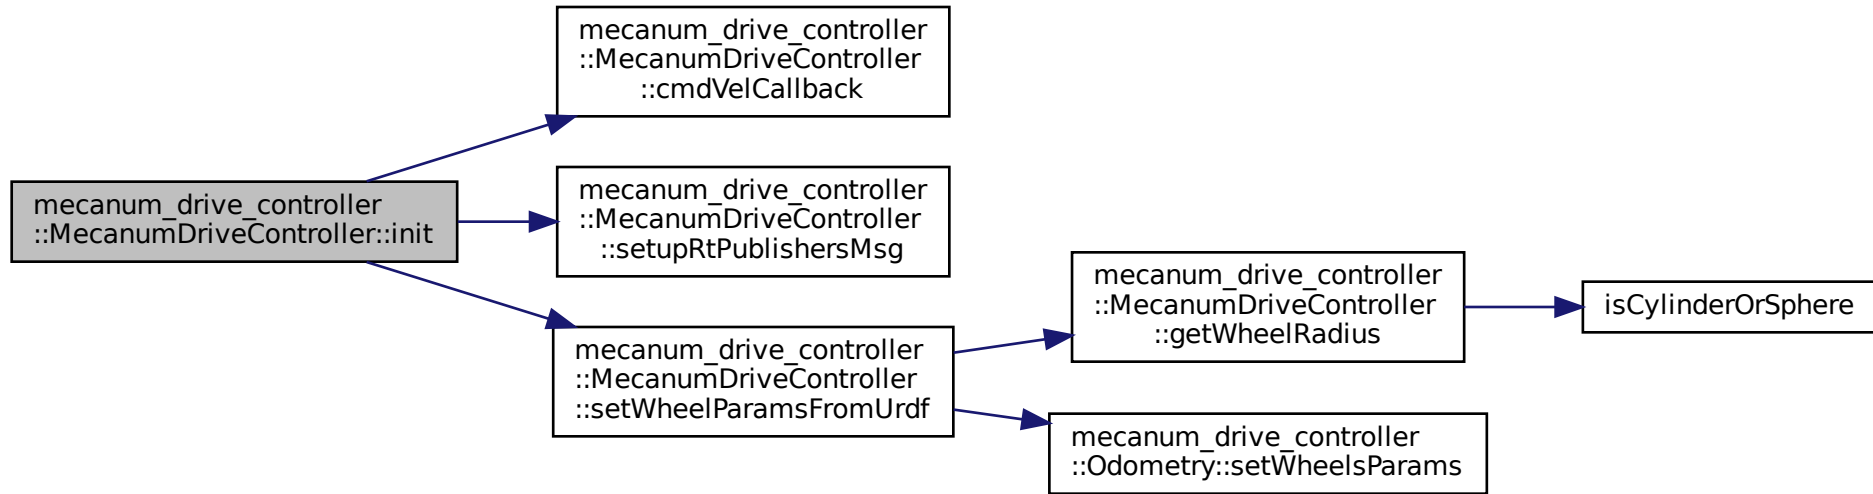 mecanum_drive_controller
::MecanumDriveController::init
mecanum_drive_controller
::MecanumDriveController
::cmdVelCallback
mecanum_drive_controller
::MecanumDriveController
::setupRtPublishersMsg
mecanum_drive_controller
::MecanumDriveController
::setWheelParamsFromUrdf
mecanum_drive_controller
::MecanumDriveController
::getWheelRadius
isCylinderOrSphere
mecanum_drive_controller
::Odometry::setWheelsParams